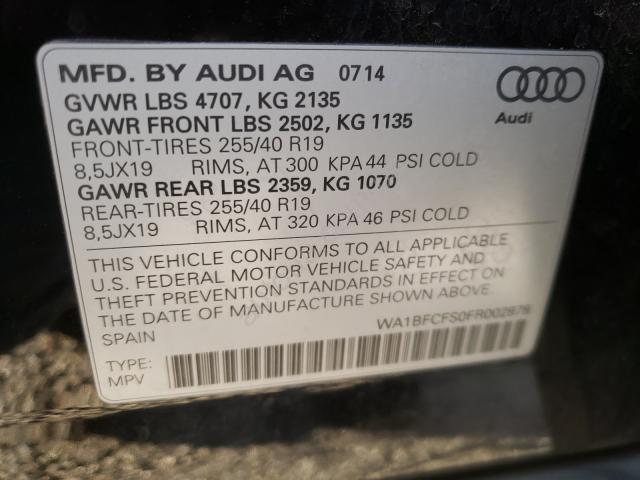 MFD. BY AUDI AG 0714
GVWR LBS 4707, KG 2135
GAWR FRONT LBS 2502, KG 1135
FRONT-TIRES 255/40 R19
8,5JX19 RIMS, AT 300 KPA 44 PSI COLD
GAWR REAR LBS 2359, KG 1070
REAR-TIRES 255/40 R19
8,5JX19 RIMS, AT 320 KPA 46 PSI COLD
Audi
THIS VEHICLE CONFORMS TO ALL APPLICABLE
U.S. FEDERAL MOTOR VEHICLE SAFETY AND
THEFT PREVENTION STANDARDS IN EFFECT ON
THE DATE OF MANUFACTURE SHOWN ABOVE.
SPAIN
WA1BFCFS0FR002878
TYPE:
MPV